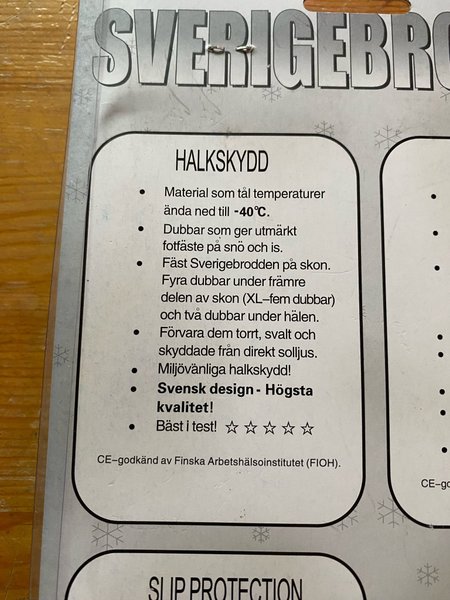 SVERIGEBRO
HALKSKYDD
• Material som tål temperaturer
ända ned till -40°C.
• Dubbar som ger utmärkt
fotfäste på snö och is.
• Fäst Sverigebrodden på skon.
Fyra dubbar under främre
delen av skon (XL-fem dubbar)
och två dubbar under hälen.
• Förvara dem torrt, svalt och
skyddade från direkt solljus.
• Miljövänliga halkskydd!
• Svensk design - Högsta
kvalitet!
• Bäst i test! ☆ ☆ ☆ ☆ ☆
CE-godkänd av Finska Arbetshälsoinstitutet (FIOH).
CE-go
SLIP PROTECTION